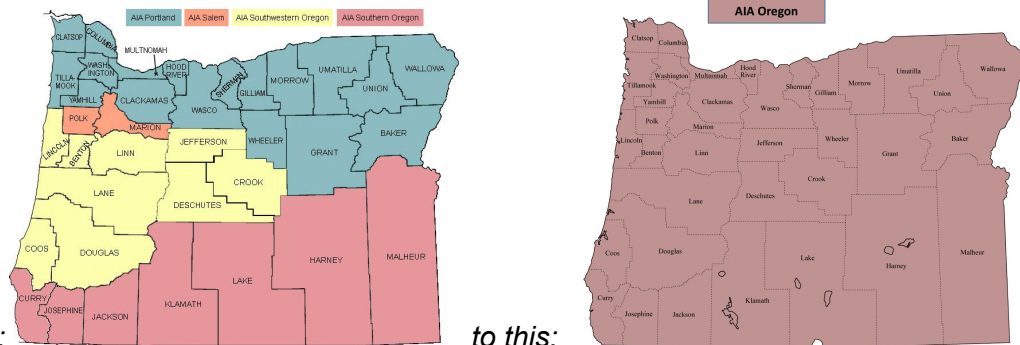 AIA Portland
AIA Salem
AIA Southwestern Oregon
AIA Southern Oregon
CLATSOP
COLUMBIA
MULTNOMAH
TILLA-
MOOK
WASH
INGTON
HOOD
RIVER
SHERMAN
GILLIAM
MORROW
UMATILLA
UNION
WALLOWA
YAMHILL
CLACKAMAS
WASCO
POLK
MARION
LINCOLN
BENTON
LINN
JEFFERSON
WHEELER
GRANT
BAKER
LANE
CROOK
DESCHUTES
COOS
DOUGLAS
CURRY
JOSEPHINE
JACKSON
KLAMATH
LAKE
HARNEY
MALHEUR
to this:
AIA Oregon
Clatsop
Columbia
Tillamook
Washington
Multnomah
Hood
River
Sherman
Gilliam
Morrow
Umatilla
Union
Wallowa
Yamhill
Clackamas
Wasco
Polk
Marion
Lincoln
Benton
Linn
Jefferson
Wheeler
Grant
Baker
Crook
Deschutes
Lane
Coos
Douglas
Lake
Harney
Malheur
Curry
Josephine
Jackson
Klamath